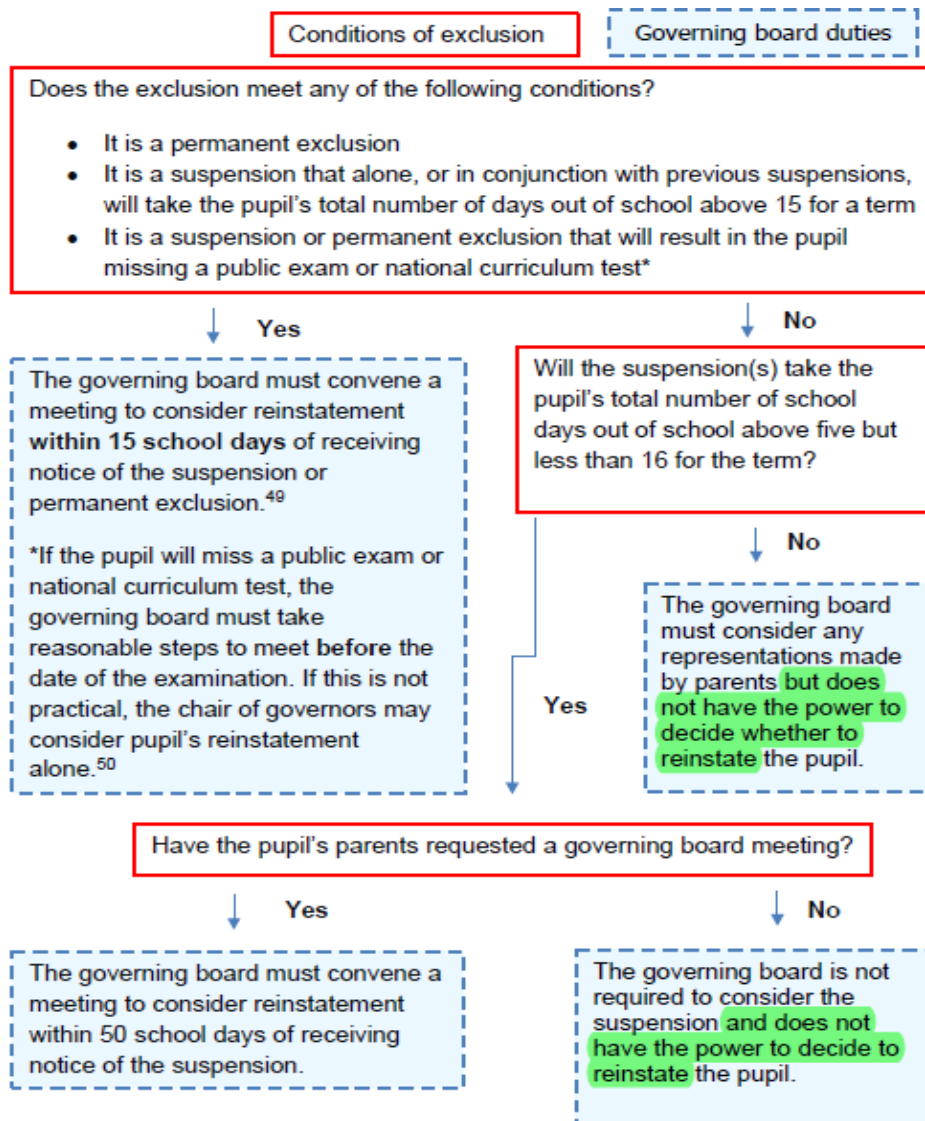 Conditions of exclusion
Governing board duties
Does the exclusion meet any of the following conditions?
• It is a permanent exclusion
• It is a suspension that alone, or in conjunction with previous suspensions,
will take the pupil's total number of days out of school above 15 for a term
• It is a suspension or permanent exclusion that will result in the pupil
missing a public exam or national curriculum test*
Yes
No
The governing board must convene a
meeting to consider reinstatement
within 15 school days of receiving
notice of the suspension or
permanent exclusion.49
*If the pupil will miss a public exam or
national curriculum test, the
governing board must take
reasonable steps to meet before the
date of the examination. If this is not
practical, the chair of governors may
consider pupil's reinstatement
alone.50
Will the suspension(s) take the
pupil's total number of school
days out of school above five but
less than 16 for the term?
No
The governing board
must consider any
representations made
by parents but does
not have the power to
decide whether to
reinstate the pupil.
Yes
Have the pupil's parents requested a governing board meeting?
Yes
No
The governing board must convene a
meeting to consider reinstatement
within 50 school days of receiving
notice of the suspension.
The governing board is not
required to consider the
suspension and does not
have the power to decide to
reinstate the pupil.